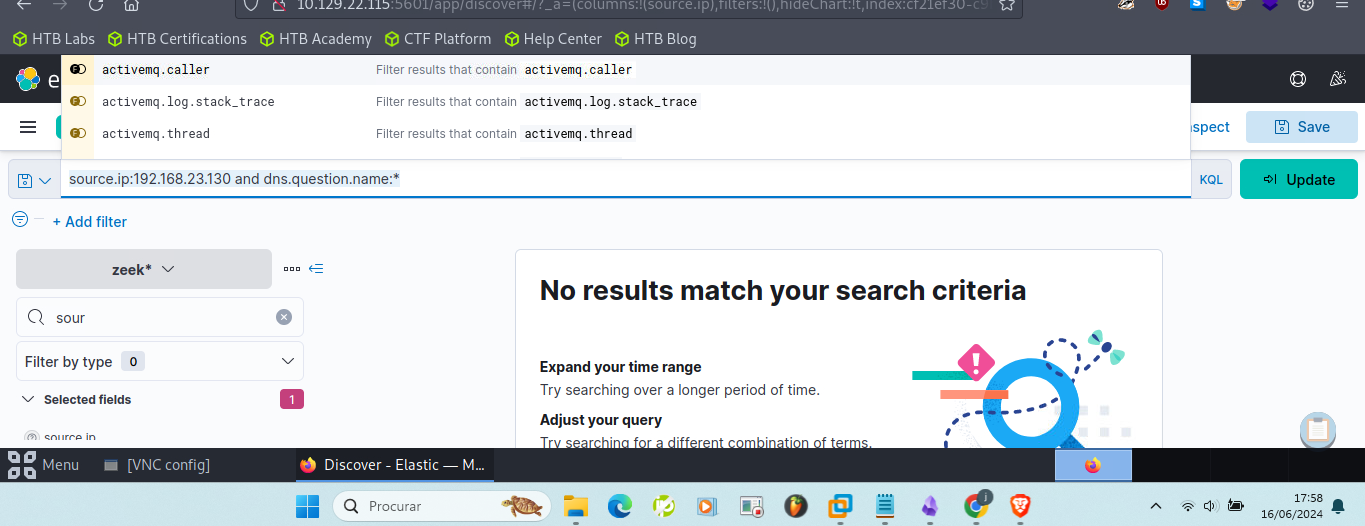 10.129.22.115:5601/app/discover#/?_a=(columns:!(source.ip),filters:!(),hideChart:!t,index:cf21ef30-c9
HTB Labs HTB Certifications HTB Academy CTF Platform Help Center HTB Blog
e
activemq.caller Filter results that contain activemq.caller
activemq.log.stack_trace Filter results that contain activemq.log.stack_trace
activemq.thread Filter results that contain activemq.thread
spect Save
source.ip:192.168.23.130 and dns.question.name:* KQL Update
+ Add filter
zeek*
No results match your search criteria
sour
Filter by type 0
Expand your time range
Try searching over a longer period of time.
Selected fields 1
Adjust your query
source.ip
Try searching for a different combination of terms.
Menu [VNC config] Discover - Elastic — M...
Procurar
j
17:58
16/06/2024